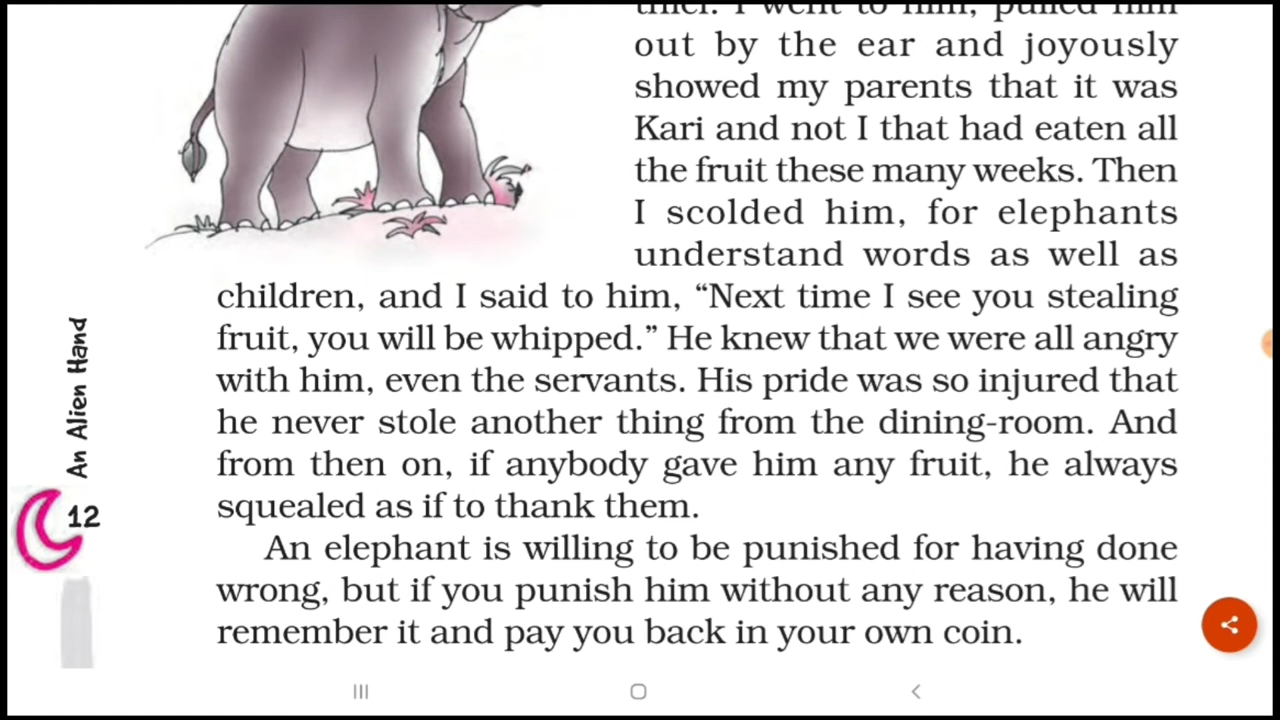 thief. I went to him, pulled him
out by the ear and joyously
showed my parents that it was
Kari and not I that had eaten all
the fruit these many weeks. Then
I scolded him, for elephants
understand words as well as
children, and I said to him, “Next time I see you stealing
fruit, you will be whipped.” He knew that we were all angry
with him, even the servants. His pride was so injured that
he never stole another thing from the dining-room. And
from then on, if anybody gave him any fruit, he always
squealed as if to thank them.
An elephant is willing to be punished for having done
wrong, but if you punish him without any reason, he will
remember it and pay you back in your own coin.
An Alien Hand
12